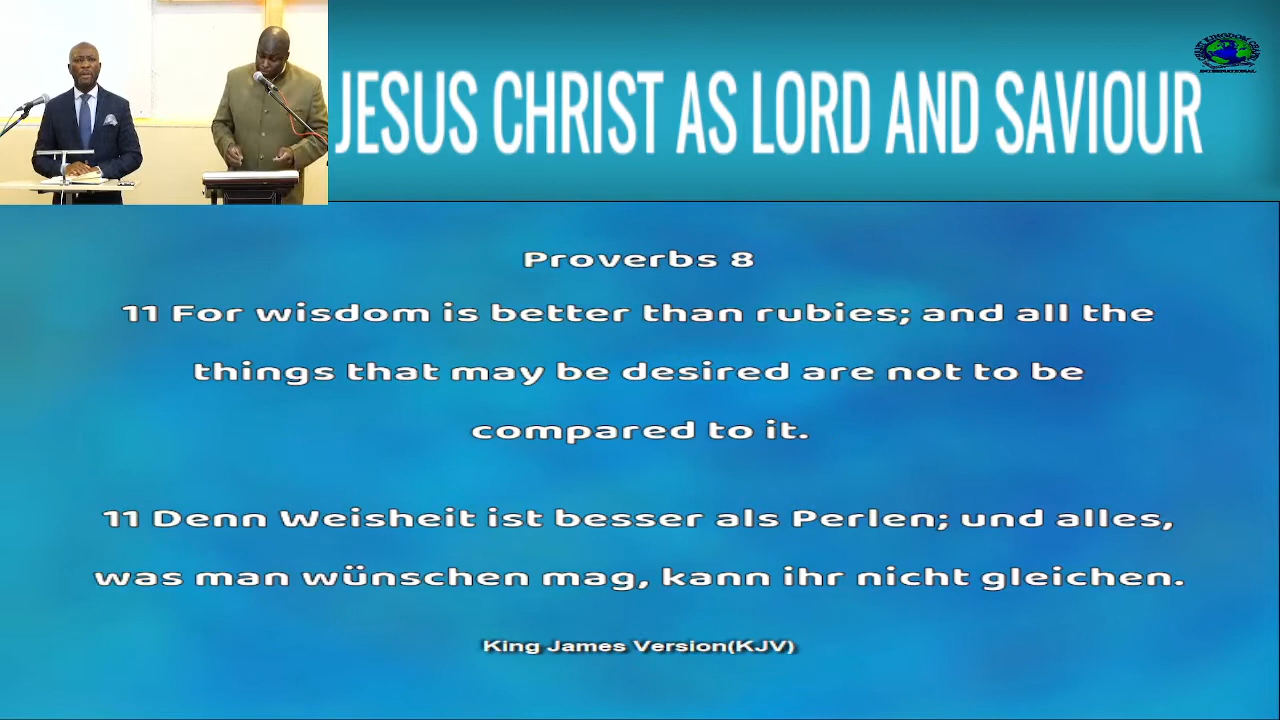 JESUS CHRIST AS LORD AND SAVIOUR
INTERNATIONAL
Proverbs 8
11 For wisdom is better than rubies; and all the
things that may be desired are not to be
compared to it.
11 Denn Weisheit ist besser als Perlen; und alles,
was man wünschen mag, kann ihr nicht gleichen.
King James Version(KJV)